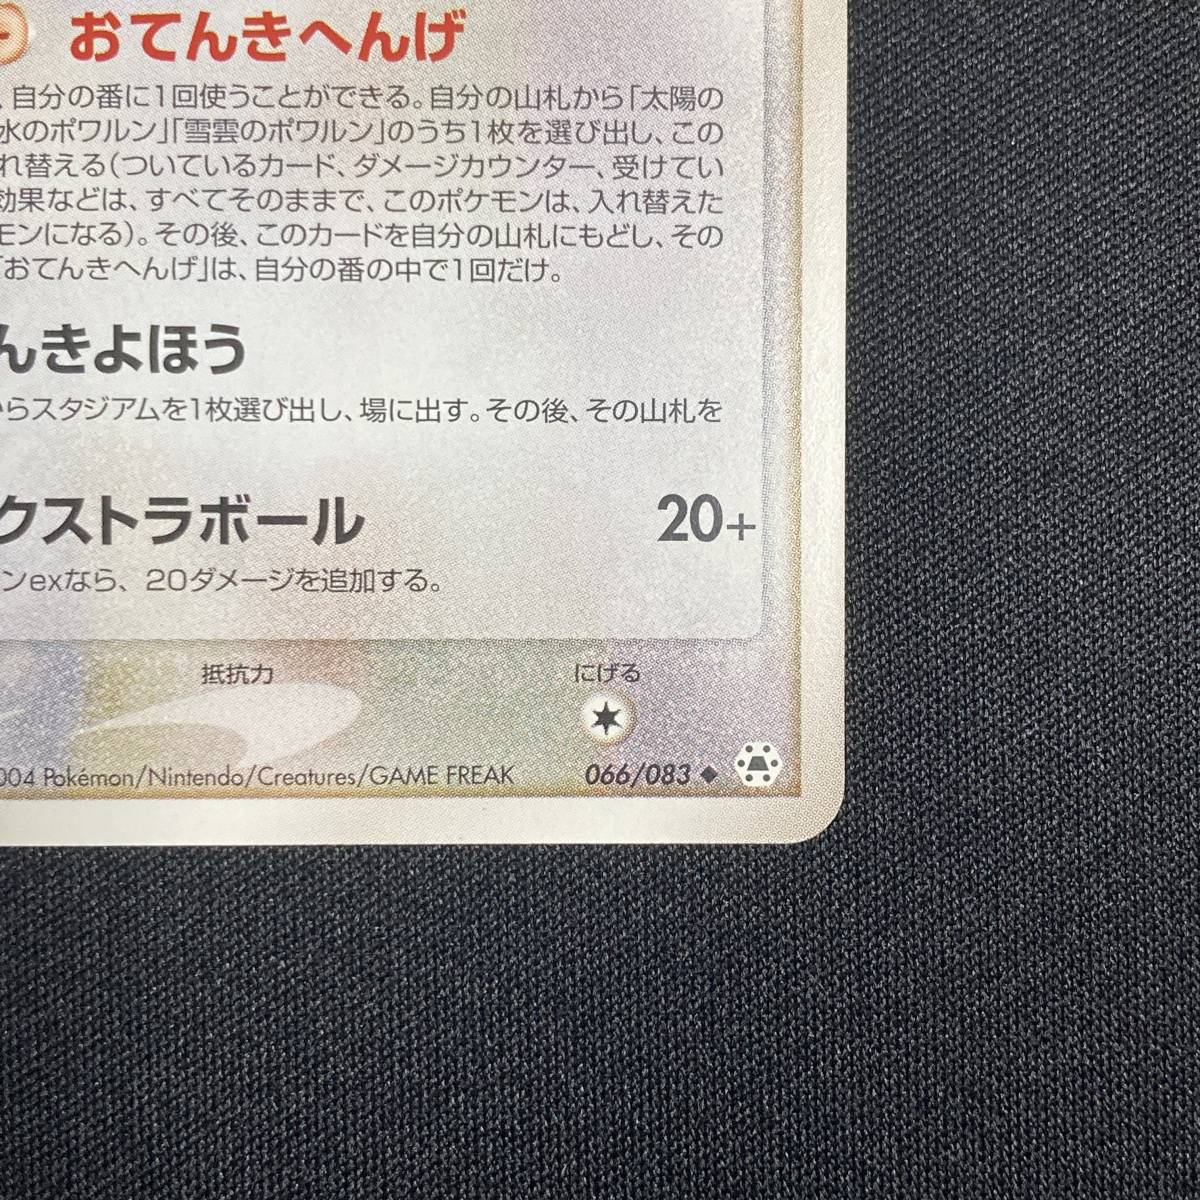 おてんきへんげ
、自分の番に1回使うことができる。自分の山札から「太陽の
水のポワルン」「雪雲のポワルン」のうち1枚を選び出し、この
れ替える(ついているカード、ダメージカウンター、受けてい
効果などは、すべてそのままで、このポケモンは、入れ替えた
モンになる)。その後、このカードを自分の山札にもどし、その
「おてんきへんげ」は、自分の番の中で1回だけ。
んきよほう
からスタジアムを1枚選び出し、場に出す。その後、その山札を
クストラボール 20+
ンexなら、20ダメージを追加する。
抵抗力 にげる
004 Pokémon/Nintendo/Creatures/GAME FREAK 066/083 ◆